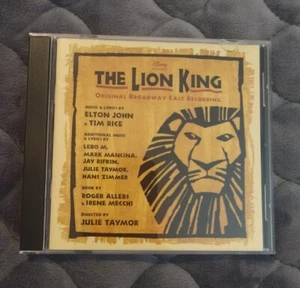 Disney
THE LION KING
ORIGINAL BROADWAY CAST RECORDING
MUSIC & LYRICS BY
ELTON JOHN
& TIM RICE
ADDITIONAL MUSIC
& LYRICS BY
LEBO M,
MARK MANCINA,
JAY RIFKIN,
JULIE TAYMOR,
HANS ZIMMER
BOOK BY
ROGER ALLERS
& IRENE MECCHI
DIRECTED BY
JULIE TAYMOR